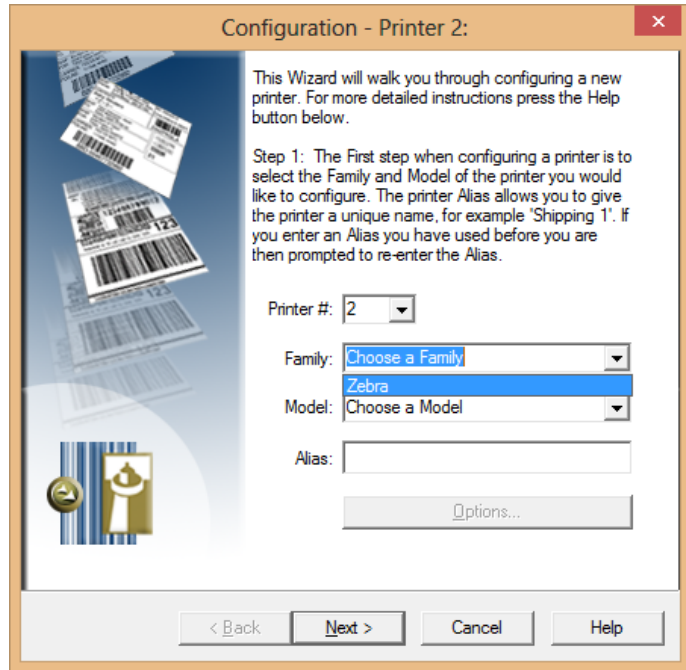 Configuration - Printer 2:
This Wizard will walk you through configuring a new
printer. For more detailed instructions press the Help
button below.
Step 1: The First step when configuring a printer is to
select the Family and Model of the printer you would
like to configure. The printer Alias allows you to give
the printer a unique name, for example 'Shipping 1'. If
you enter an Alias you have used before you are
then prompted to re-enter the Alias.
Printer #: 2
Family: Choose a Family
Zebra
Model: Choose a Model
Alias:
Options...
< Back Next > Cancel Help